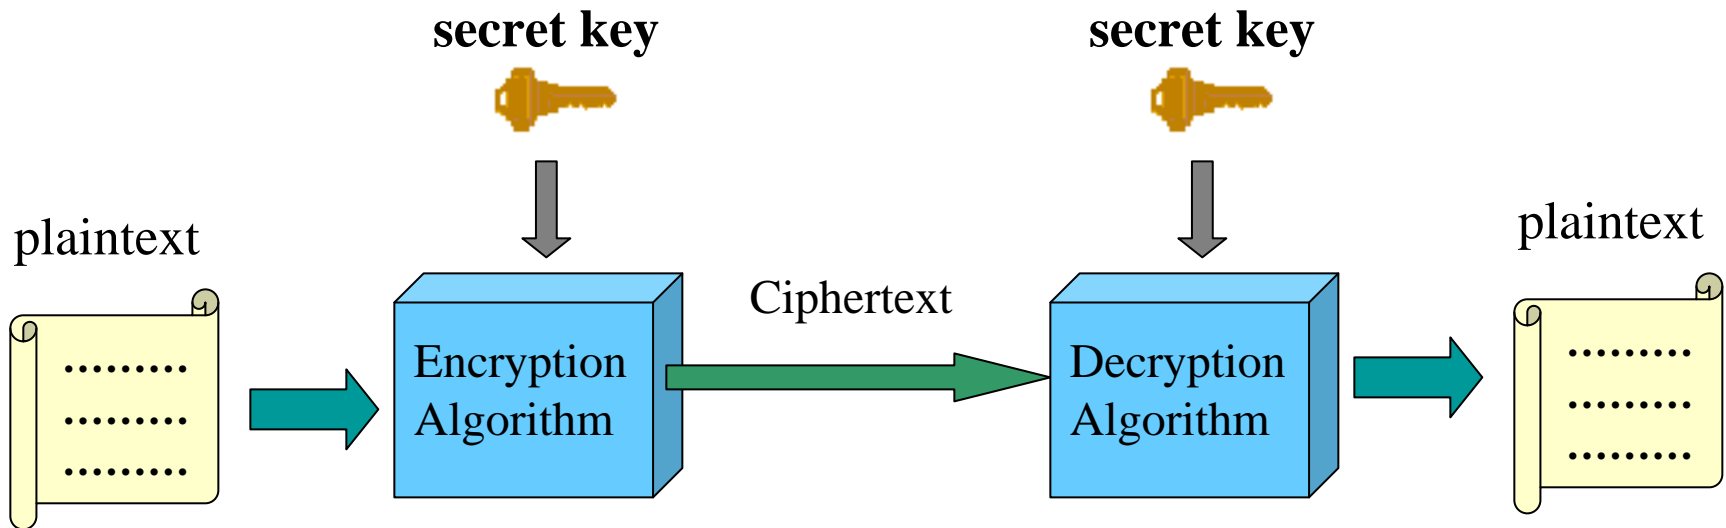 secret key
secret key
plaintext
plaintext
Ciphertext
Encryption
Algorithm
Decryption
Algorithm